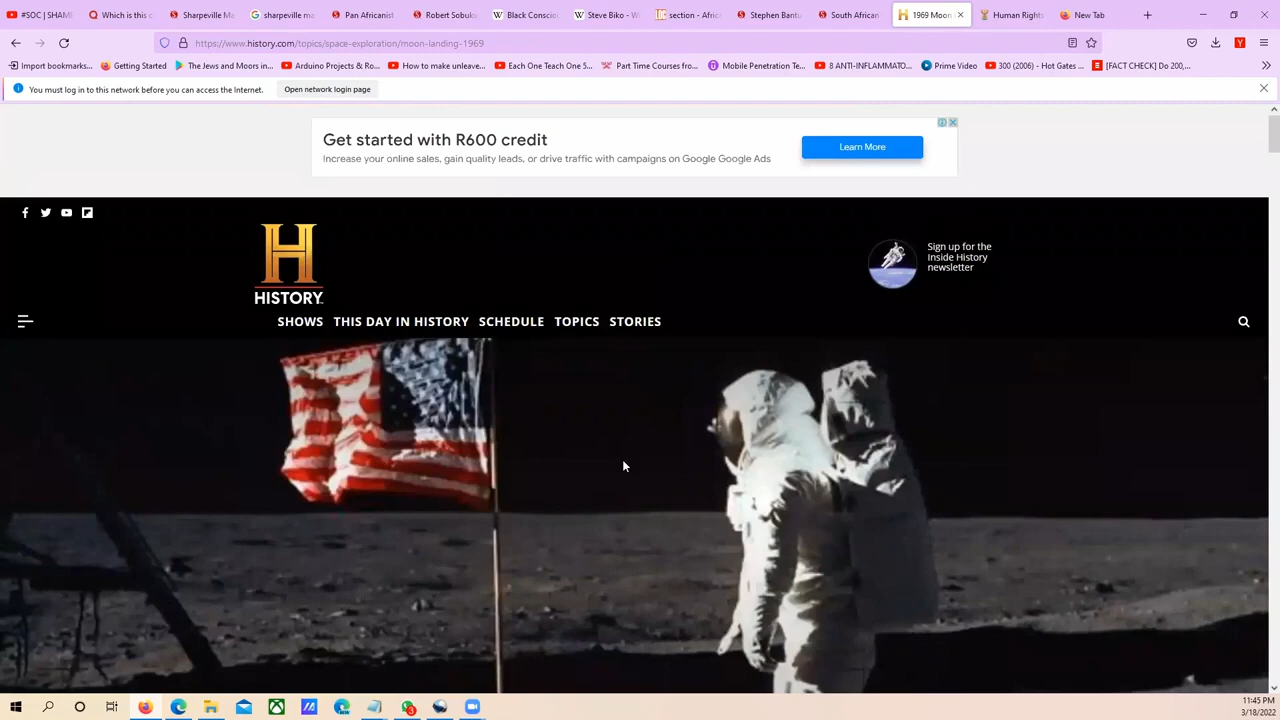 #SOC | SHAME
Which is this c
Sharpeville Ma
sharpeville ma
Pan Africanist
Robert Sobukw
Black Consciou
Steve Biko - Wi
section - Afric
Stephen Bantu
South African
1969 Moon
Human Rights
New Tab
https://www.history.com/topics/space-exploration/moon-landing-1969
Import bookmarks...
Getting Started
The Jews and Moors in...
Arduino Projects & Ro...
How to make unleave...
Each One Teach One 5...
Part Time Courses from...
Mobile Penetration Te...
8 ANTI-INFLAMMATO...
Prime Video
300 (2006) - Hot Gates ...
[FACT CHECK] Do 200,...
You must log in to this network before you can access the Internet.
Open network login page
Get started with R600 credit
Increase your online sales, gain quality leads, or drive traffic with campaigns on Google Google Ads
Learn More
H
HISTORY
Sign up for the
Inside History
newsletter
SHOWS THIS DAY IN HISTORY SCHEDULE TOPICS STORIES
11:45 PM
3/18/2022